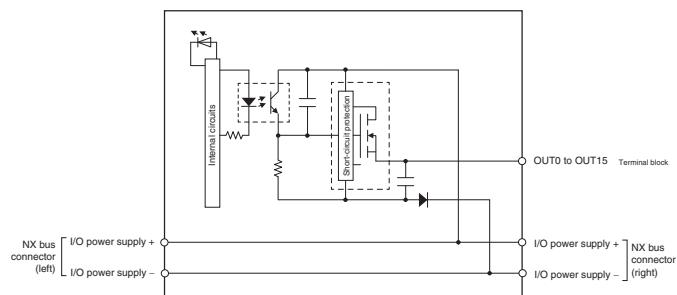 Internal circuits
Short-circuit protection
OUT0 to OUT15 Terminal block
NX bus
connector
(left)
I/O power supply +
I/O power supply −
I/O power supply +
I/O power supply −
NX bus
connector
(right)